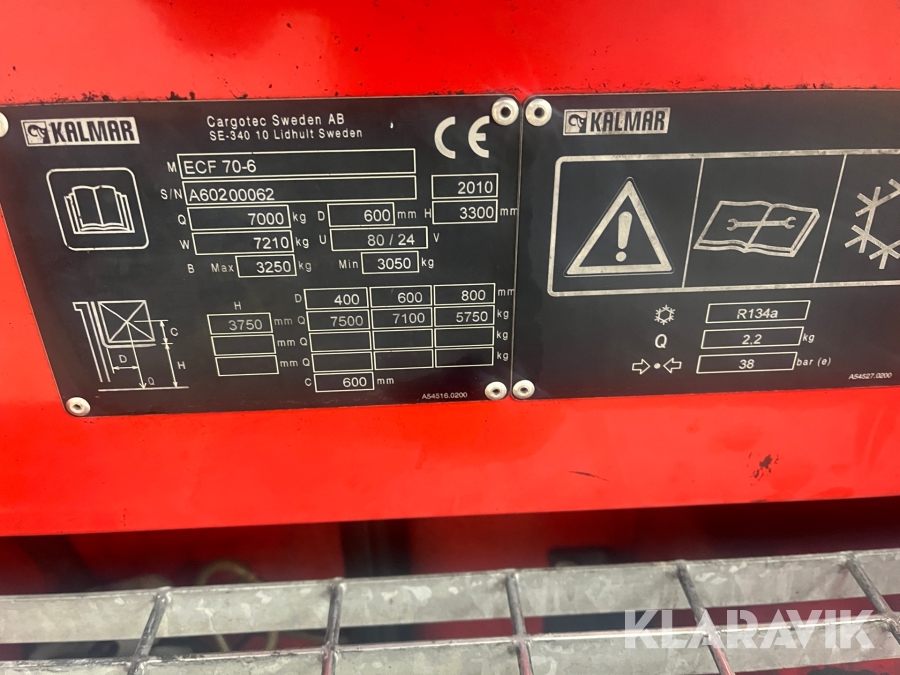 KALMAR
Cargotec Sweden AB
SE-340 10 Lidhult Sweden
CE
M ECF 70-6
S/N A60200062 2010
Q 7000 kg D 600 mm H 3300 mm
W 7210 kg U 80 / 24 V
B Max 3250 kg Min 3050 kg
H D 400 600 800 mm
3750 mm Q 7500 7100 5750 kg
mm Q kg
mm Q kg
C 600 mm
C
D H
Q
A54516.0200
KALMAR
R134a
Q 2,2 kg
38 bar (e)
A54527.0200
KLARAVIK